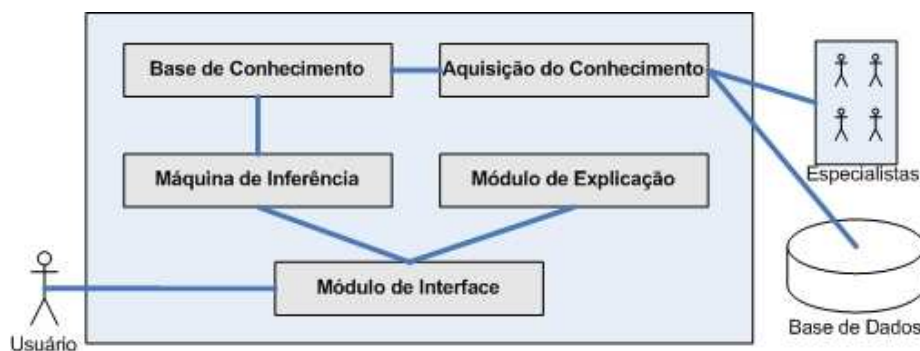 Base de Conhecimento
Aquisição do Conhecimento
Máquina de Inferência
Módulo de Explicação
Especialistas
Módulo de Interface
Usuário
Base de Dados